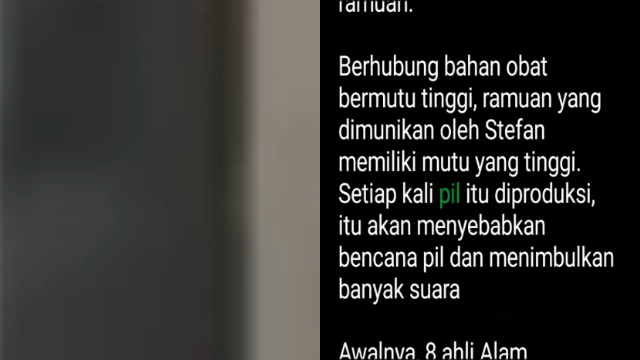 ramuan.
Berhubung bahan obat
bermutu tinggi, ramuan yang
dimunikan oleh Stefan
memiliki mutu yang tinggi.
Setiap kali pil itu diproduksi,
itu akan menyebabkan
bencana pil dan menimbulkan
banyak suara
Awalnya, 8 ahli Alam